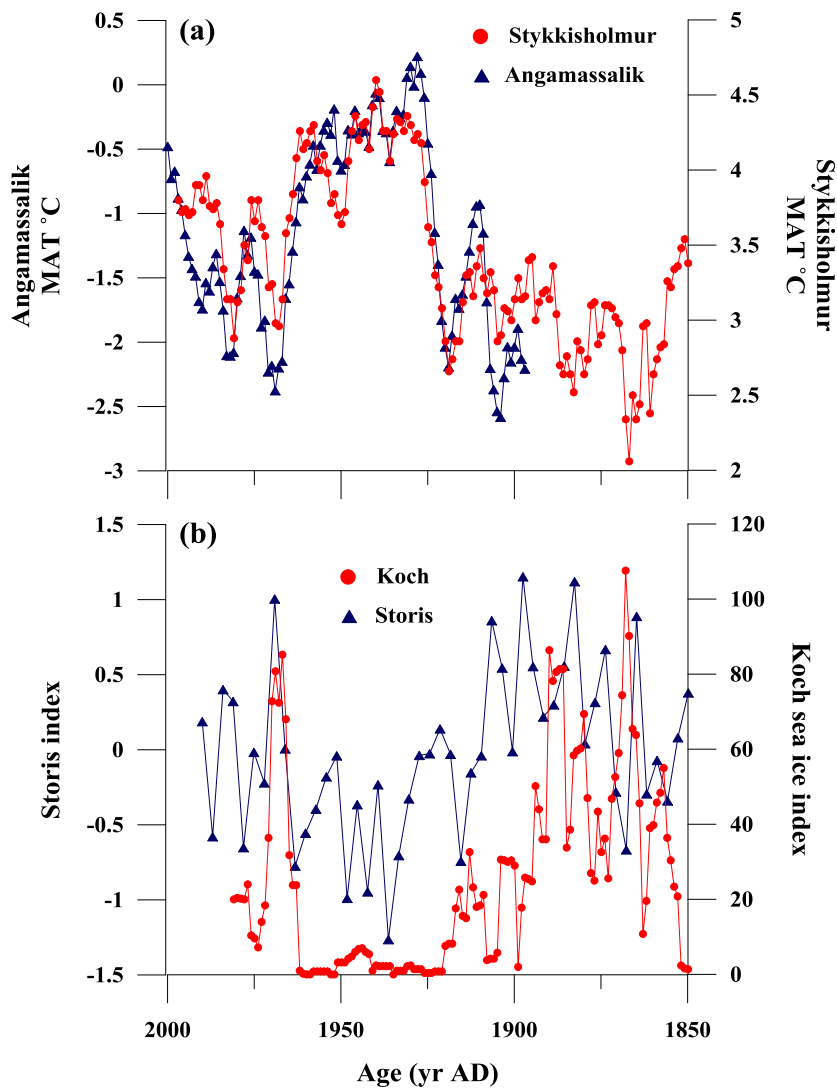 (a)
Stykkisholmur
Angamassalik
0.5
0
-0.5
-1
-1.5
-2
-2.5
-3
Angamassalik
MAT °C
5
4.5
4
3.5
3
2.5
2
Stykkisholmur
MAT °C
(b)
Koch
Storis
1.5
1
0.5
0
-0.5
-1
-1.5
Storis index
120
100
80
60
40
20
0
Koch sea ice index
2000 1950 1900 1850
Age (yr AD)